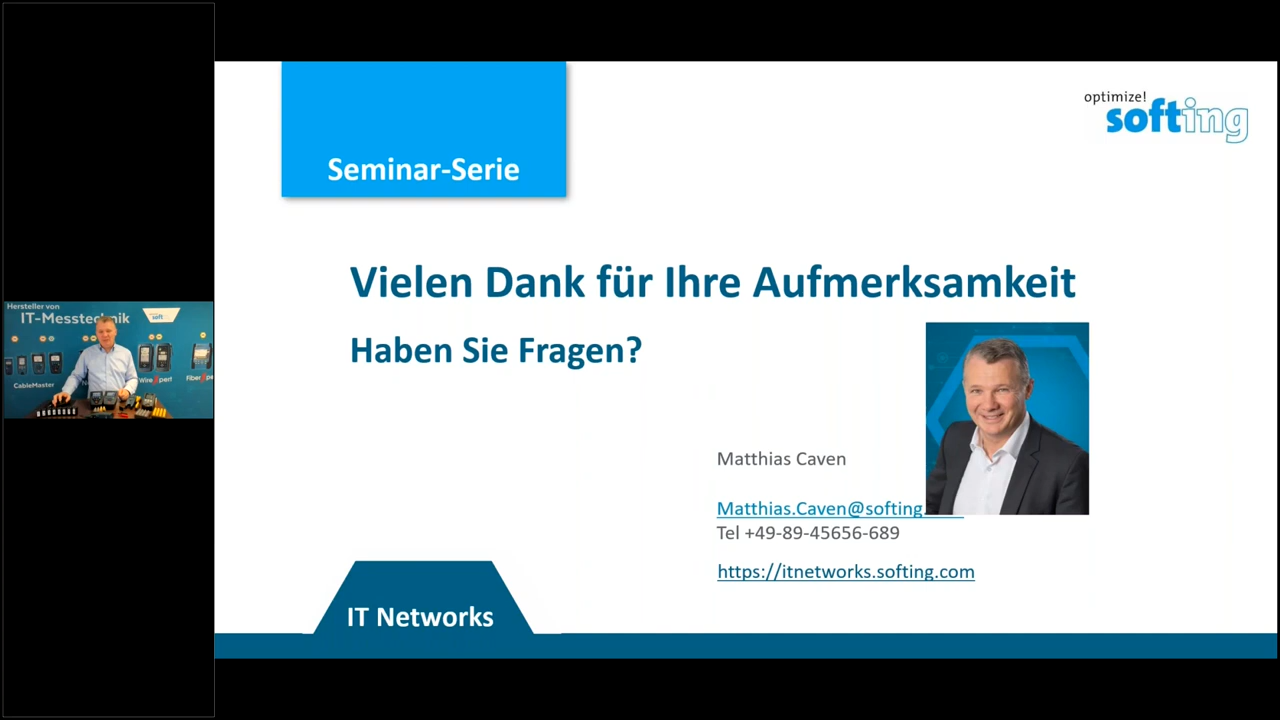 Hersteller von
IT-Messtechnik
soft
CableMaster
WireXpert
optimize!
softing
Seminar-Serie
Vielen Dank für Ihre Aufmerksamkeit
Haben Sie Fragen?
Matthias Caven
Matthias.Caven@softing.
Tel +49-89-45656-689
https://itnetworks.softing.com
IT Networks